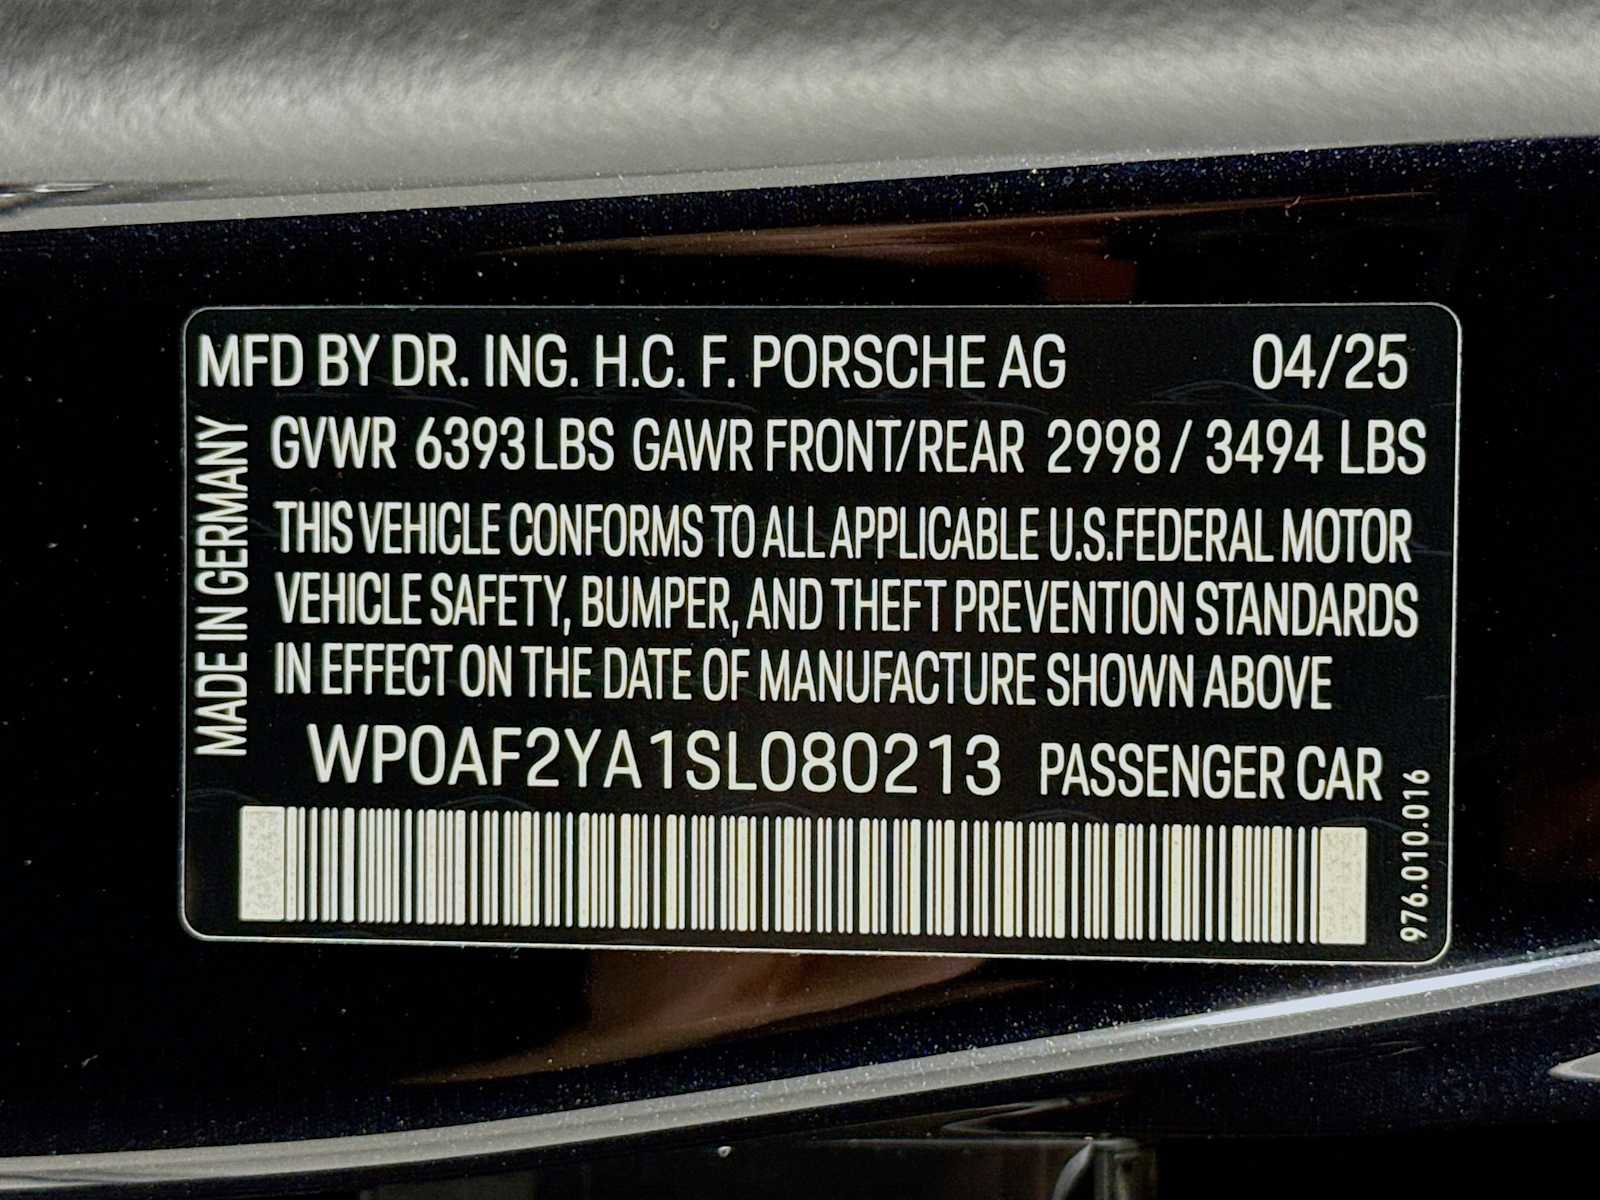 MFD BY DR. ING. H.C. F. PORSCHE AG 04/25
GVWR 6393 LBS GAWR FRONT/REAR 2998 / 3494 LBS
THIS VEHICLE CONFORMS TO ALL APPLICABLE U.S. FEDERAL MOTOR
VEHICLE SAFETY, BUMPER, AND THEFT PREVENTION STANDARDS
IN EFFECT ON THE DATE OF MANUFACTURE SHOWN ABOVE
WP0AF2YA1SL080213 PASSENGER CAR
MADE IN GERMANY
976.010.016